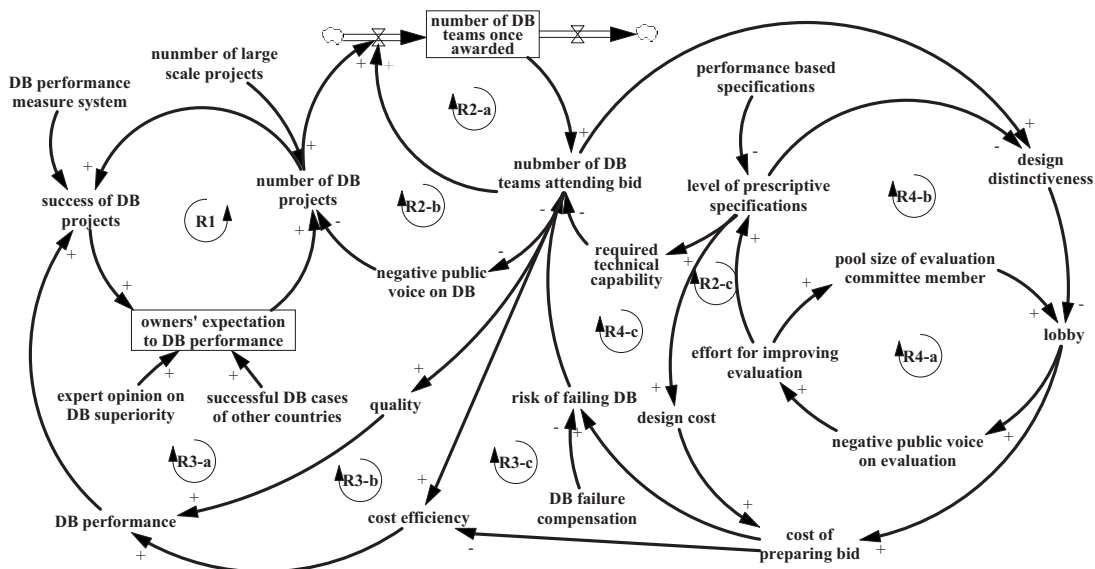 number of DB
teams once
awarded
nunmber of large
scale projects
DB performance
measure system
performance based
specifications
+
+
R2-a
+
+
-
design
distinctiveness
+
+
-
nubmber of DB
teams attending bid
number of DB
projects
level of prescriptive
specifications
R4-b
+
success of DB
projects
R1
R2-b
-
-
+
-
+
+
required
technical
capability
+
R2-c
pool size of evaluation
committee member
negative public
voice on DB
-
+
+
+
-
owners' expectation
to DB performance
R4-c
lobby
effort for improving
evaluation
R4-a
+
+
expert opinion on
DB superiority
successful DB cases
of other countries
+
quality
risk of failing DB
+
design cost
+
-
+
negative public voice
on evaluation
+
R3-a
R3-b
R3-c
DB failure
compensation
+
+
+
DB performance
cost efficiency
cost of
preparing bid
+
-
+